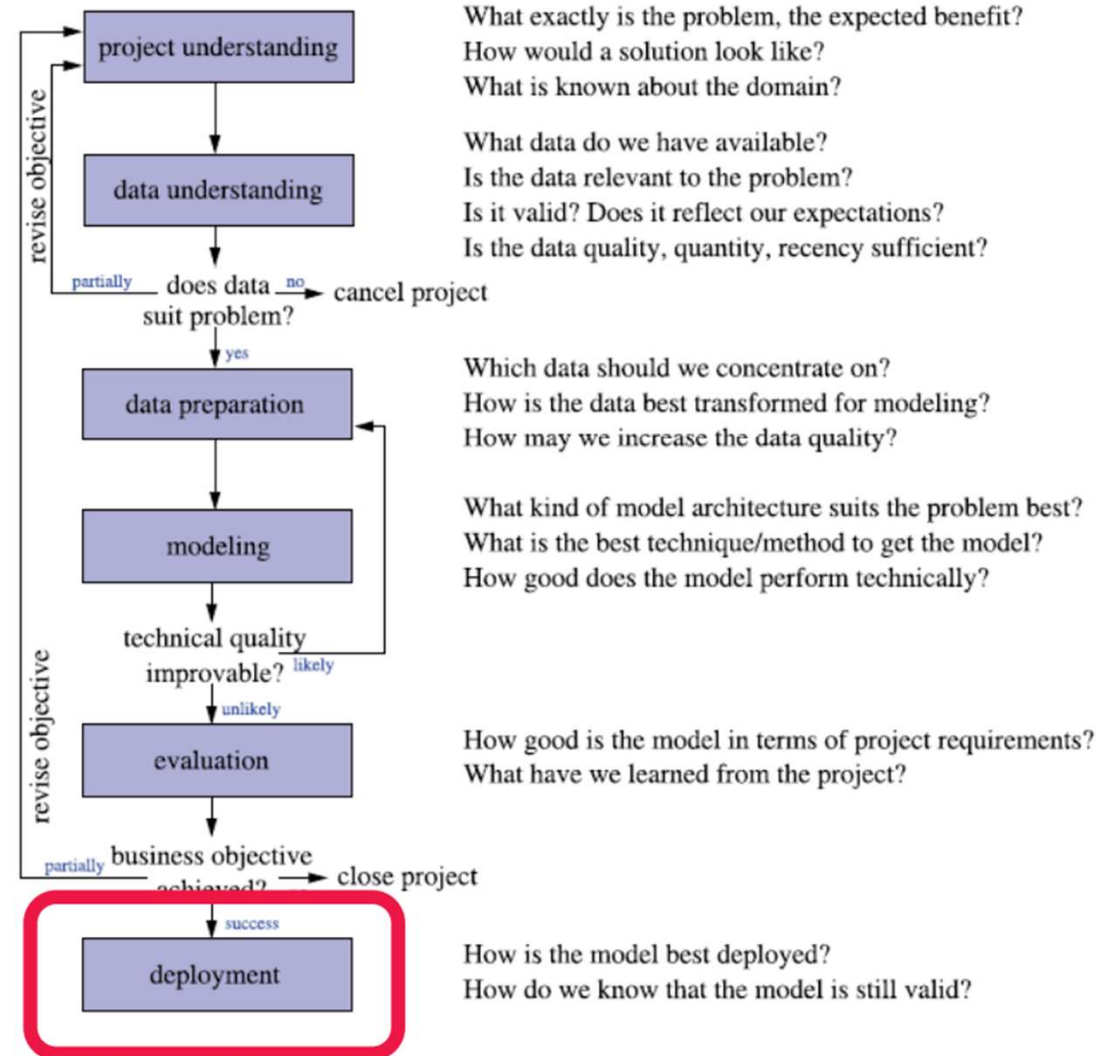 project understanding
What exactly is the problem, the expected benefit?
How would a solution look like?
What is known about the domain?
revise objective
data understanding
What data do we have available?
Is the data relevant to the problem?
Is it valid? Does it reflect our expectations?
Is the data quality, quantity, recency sufficient?
partially
does data
no
cancel project
suit problem?
yes
data preparation
Which data should we concentrate on?
How is the data best transformed for modeling?
How may we increase the data quality?
modeling
What kind of model architecture suits the problem best?
What is the best technique/method to get the model?
How good does the model perform technically?
technical quality
improvable?
likely
unlikely
revise objective
evaluation
How good is the model in terms of project requirements?
What have we learned from the project?
partially
business objective
achieved?
close project
success
deployment
How is the model best deployed?
How do we know that the model is still valid?